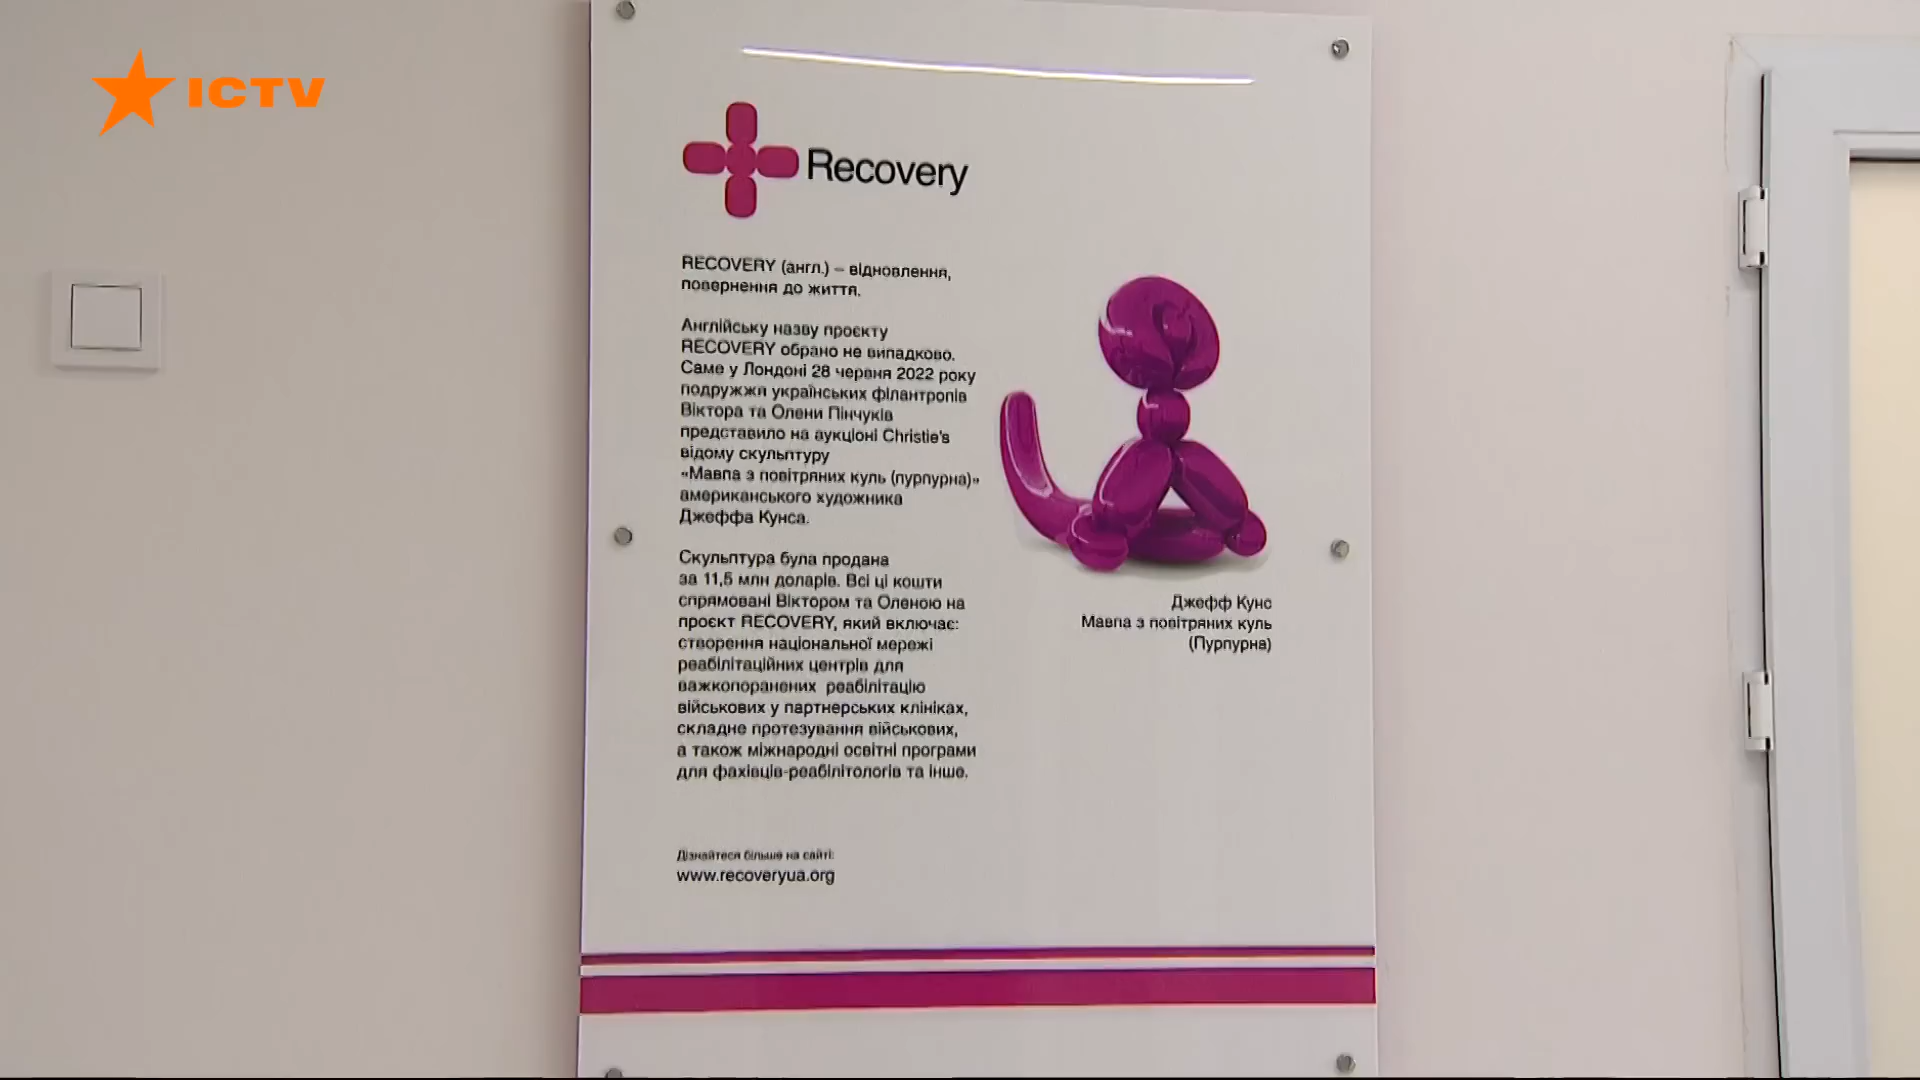 ICTV
Recovery
RECOVERY (англ.) – відновлення,
повернення до життя.
Англійську назву проєкту
RECOVERY обрано не випадково.
Саме у Лондоні 28 червня 2022 року
подружжя українських філантропів
Віктора та Олени Пінчуків
представило на аукціоні Christie's
відому скульптуру
«Мавпа з повітряних куль (пурпурна)»
американського художника
Джеффа Кунса.
Скульптура була продана
за 11,5 млн доларів. Всі ці кошти
спрямовані Віктором та Оленою на
проєкт RECOVERY, який включає:
створення національної мережі
реабілітаційних центрів для
важкопоранених реабілітацію
військових у партнерських клініках,
складне протезування військових,
а також міжнародні освітні програми
для фахівців-реабілітологів та інше.
Джефф Кунс
Мавпа з повітряних куль
(Пурпурна)
Дізнайтеся більше на сайті:
www.recoveryua.org